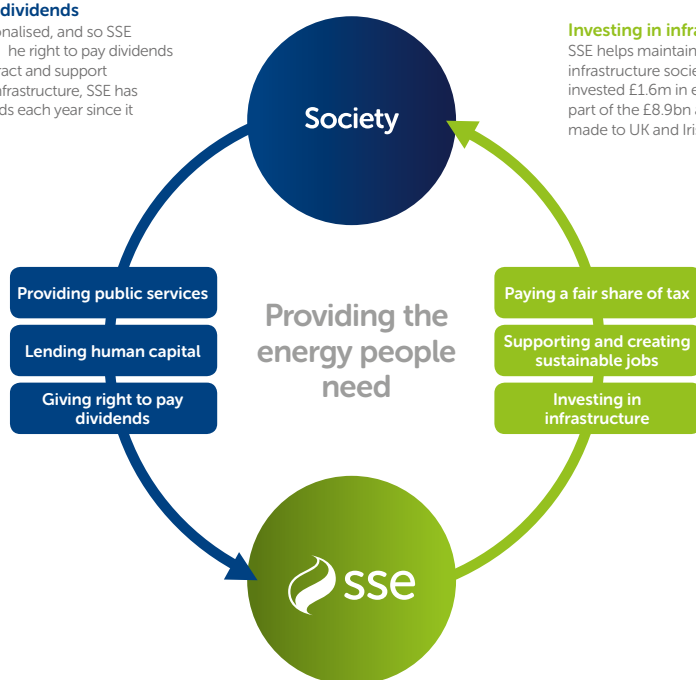 dividends
nalised, and so SSE
he right to pay dividends
ract and support
frastructure, SSE has
ds each year since it
Investing in infra
SSE helps maintain
infrastructure socie
invested £1.6m in e
part of the £8.9bn a
made to UK and Iri
Society
Providing public services
Lending human capital
Giving right to pay
dividends
Providing the
energy people
need
Paying a fair share of tax
Supporting and creating
sustainable jobs
Investing in
infrastructure
sse